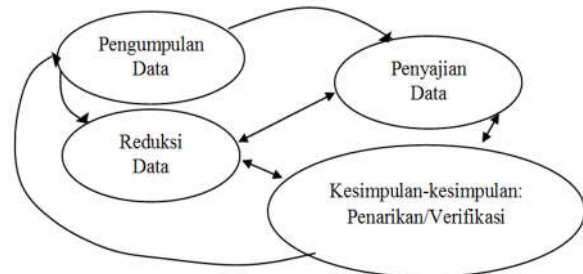 Pengumpulan
Data
Penyajian
Data
Reduksi
Data
Kesimpulan-kesimpulan:
Penarikan/Verifikasi